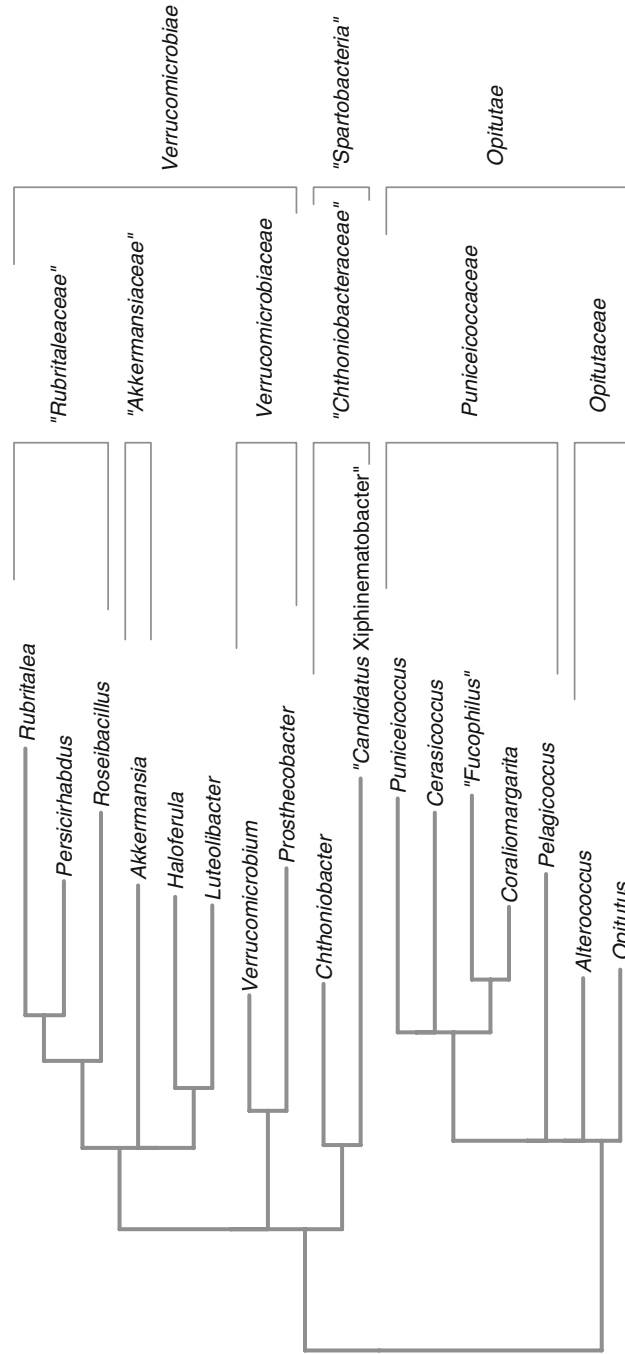 Verrucomicrobiae
"Spartobacteria"
Opitutae
"Rubritaleaceae"
"Akkermansiaceae"
Verrucomicrobiaceae
"Chthoniobacteraceae"
Puniceicoccaceae
Opitutaceae
Rubritalea
Persicirhabdus
Roseibacillus
Akkermansia
Haloferula
Luteolibacter
Verrucomicrobium
Prosthecobacter
Chthoniobacter
"Candidatus Xiphinematobacter"
Puniceicoccus
Cerasicoccus
"Fucophilus"
Coraliomargarita
Pelagicoccus
Alterococcus
Opitutus